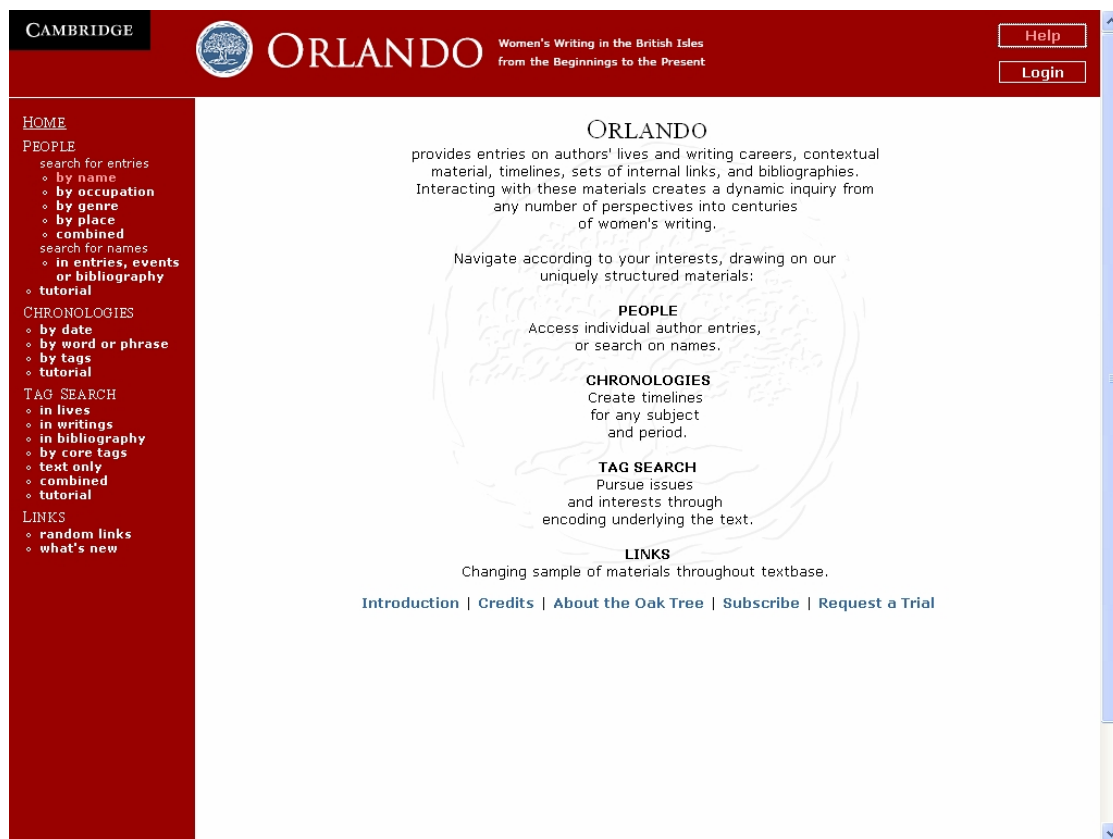 CAMBRIDGE
ORLANDO
Women's Writing in the British Isles
from the Beginnings to the Present
Help
Login
HOME
PEOPLE
search for entries
by name
by occupation
by genre
by place
combined
search for names
in entries, events
or bibliography
tutorial
CHRONOLOGIES
by date
by word or phrase
by tags
tutorial
TAG SEARCH
in lives
in writings
in bibliography
by core tags
text only
combined
tutorial
LINKS
random links
what's new
ORLANDO
provides entries on authors' lives and writing careers, contextual
material, timelines, sets of internal links, and bibliographies.
Interacting with these materials creates a dynamic inquiry from
any number of perspectives into centuries
of women's writing.
Navigate according to your interests, drawing on our
uniquely structured materials:
PEOPLE
Access individual author entries,
or search on names.
CHRONOLOGIES
Create timelines
for any subject
and period.
TAG SEARCH
Pursue issues
and interests through
encoding underlying the text.
LINKS
Changing sample of materials throughout textbase.
Introduction | Credits | About the Oak Tree | Subscribe | Request a Trial